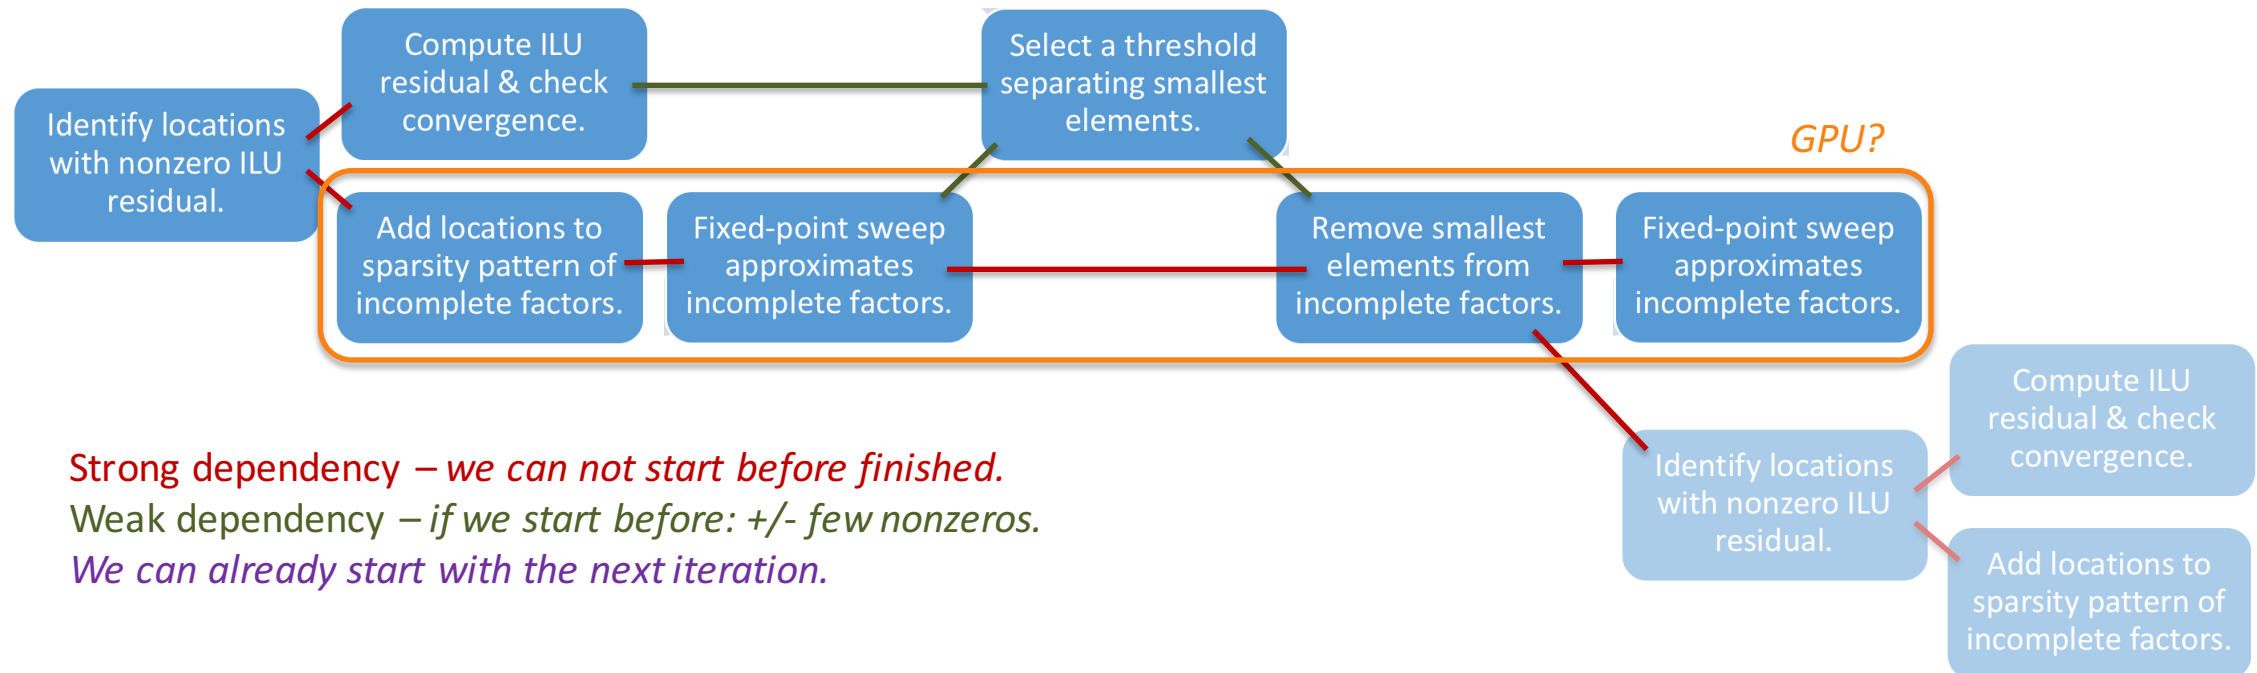 Compute ILU
residual & check
convergence.
Select a threshold
separating smallest
elements.
Identify locations
with nonzero ILU
residual.
GPU?
Add locations to
sparsity pattern of
incomplete factors.
Fixed-point sweep
approximates
incomplete factors.
Remove smallest
elements from
incomplete factors.
Fixed-point sweep
approximates
incomplete factors.
Compute ILU
residual & check
convergence.
Identify locations
with nonzero ILU
residual.
Add locations to
sparsity pattern of
incomplete factors.
Strong dependency – we can not start before finished.
Weak dependency – if we start before: +/- few nonzeros.
We can already start with the next iteration.